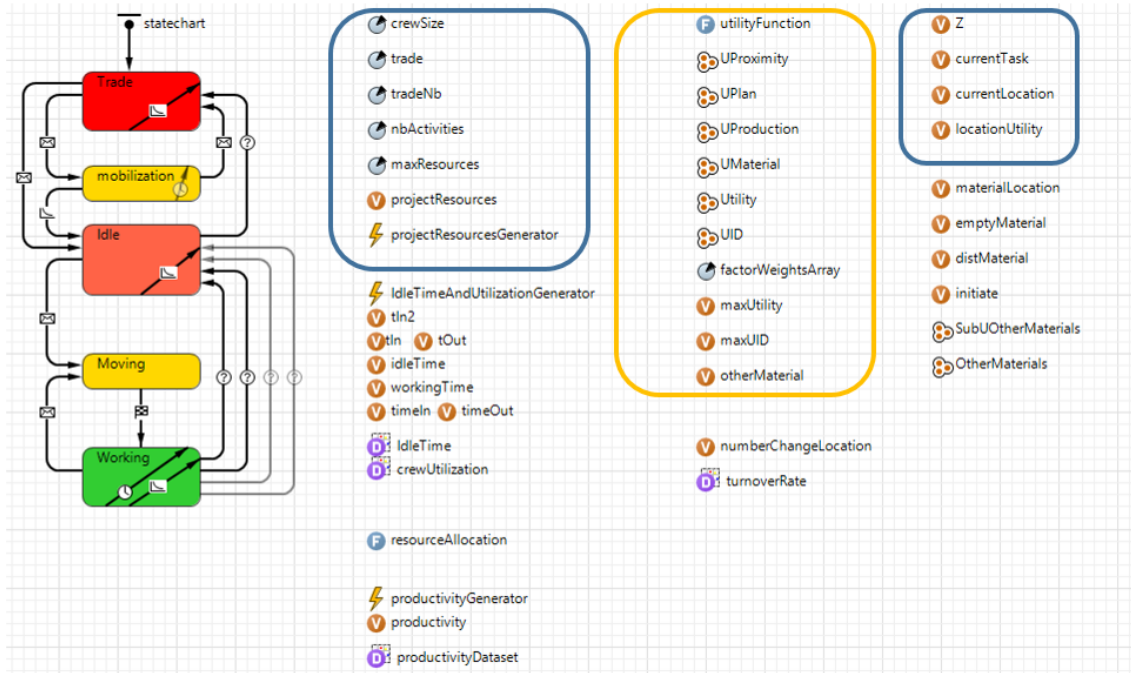 statechart
Trade
mobilization
Idle
Moving
Working
crewSize
trade
tradeNb
nbActivities
maxResources
projectResources
projectResourcesGenerator
IdleTimeAndUtilizationGenerator
tIn2
tIn tOut
idleTime
workingTime
timeIn timeOut
IdleTime
crewUtilization
resourceAllocation
productivityGenerator
productivity
productivityDataset
utilityFunction
UProximity
UPlan
UProduction
UMaterial
Utility
UID
factorWeightsArray
maxUtility
maxUID
otherMaterial
numberChangeLocation
turnoverRate
Z
currentTask
currentLocation
locationUtility
materialLocation
emptyMaterial
distMaterial
initiate
SubUOtherMaterials
OtherMaterials